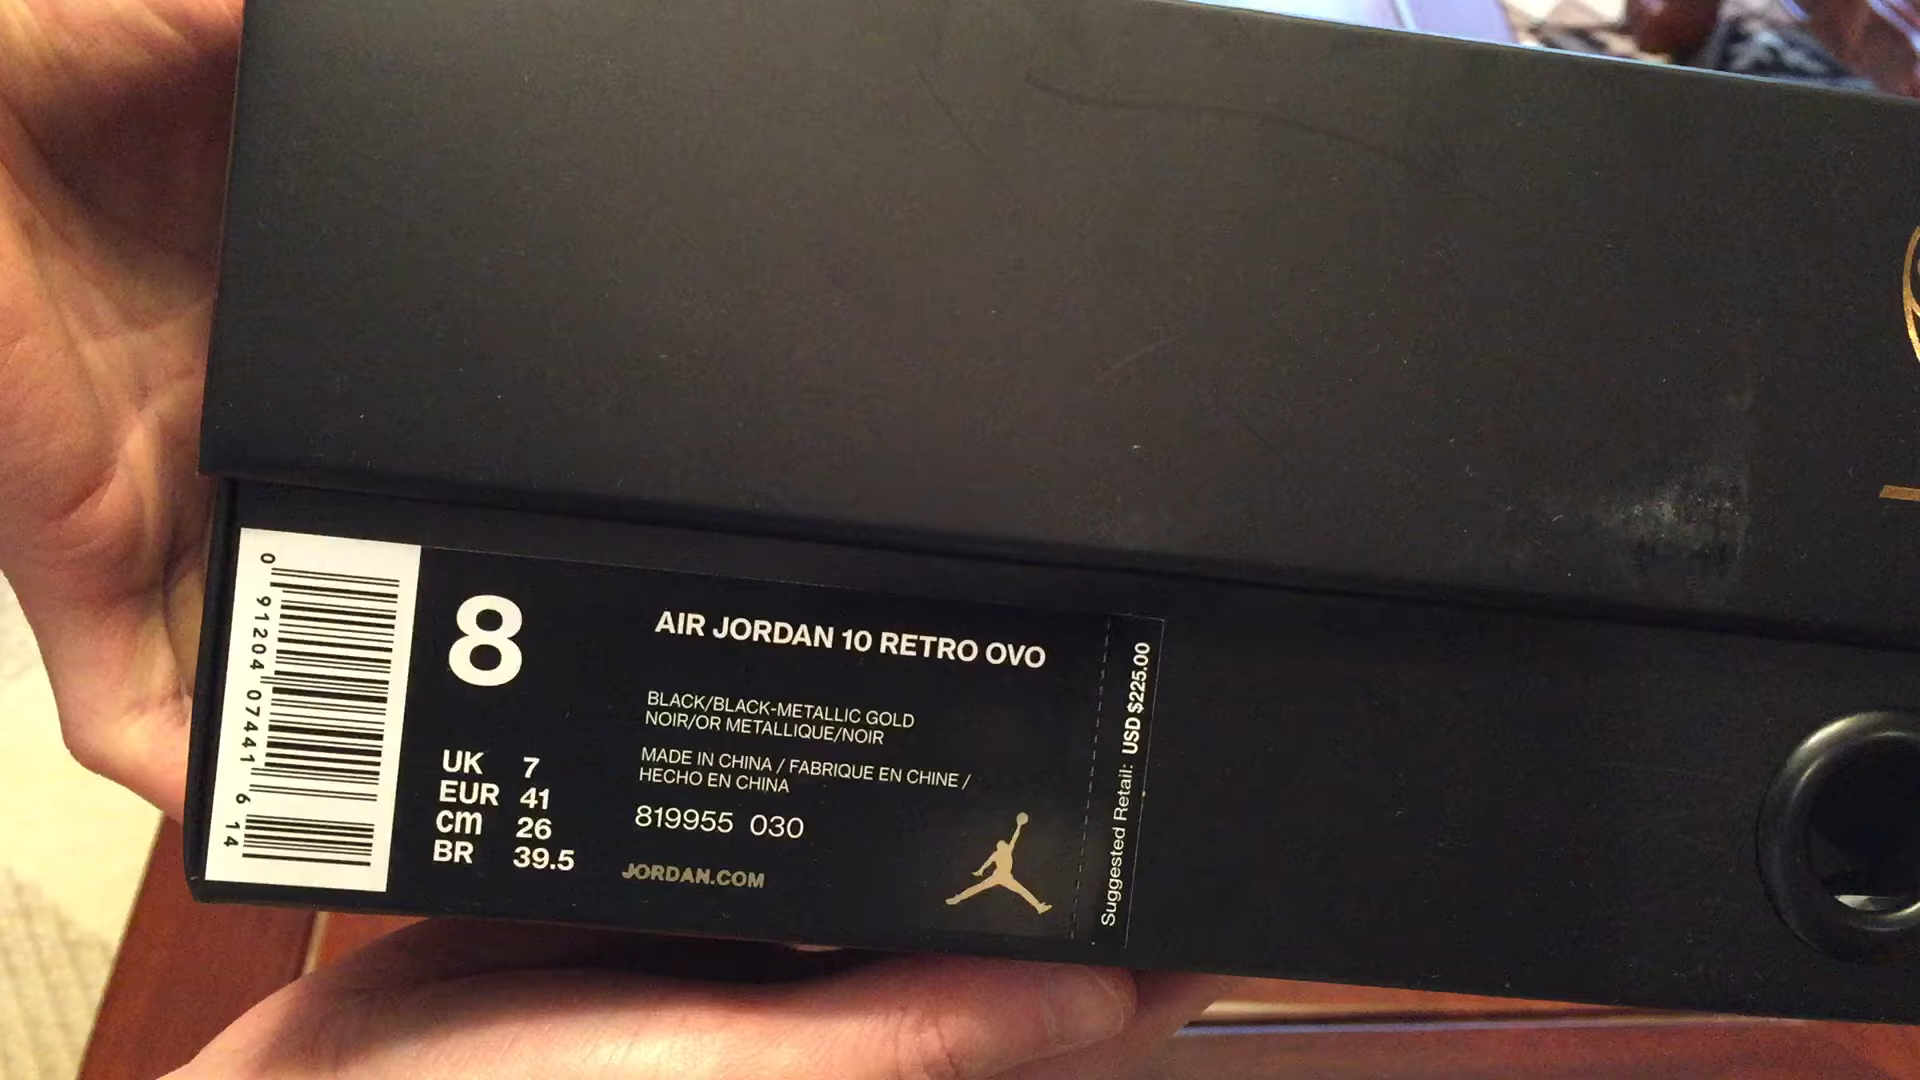 0 91204 07441 6 14
8
UK 7
EUR 41
cm 26
BR 39.5
AIR JORDAN 10 RETRO OVO
BLACK/BLACK-METALLIC GOLD
NOIR/OR METALLIQUE/NOIR
MADE IN CHINA / FABRIQUE EN CHINE /
HECHO EN CHINA
819955 030
JORDAN.COM
Suggested Retail: USD $225.00